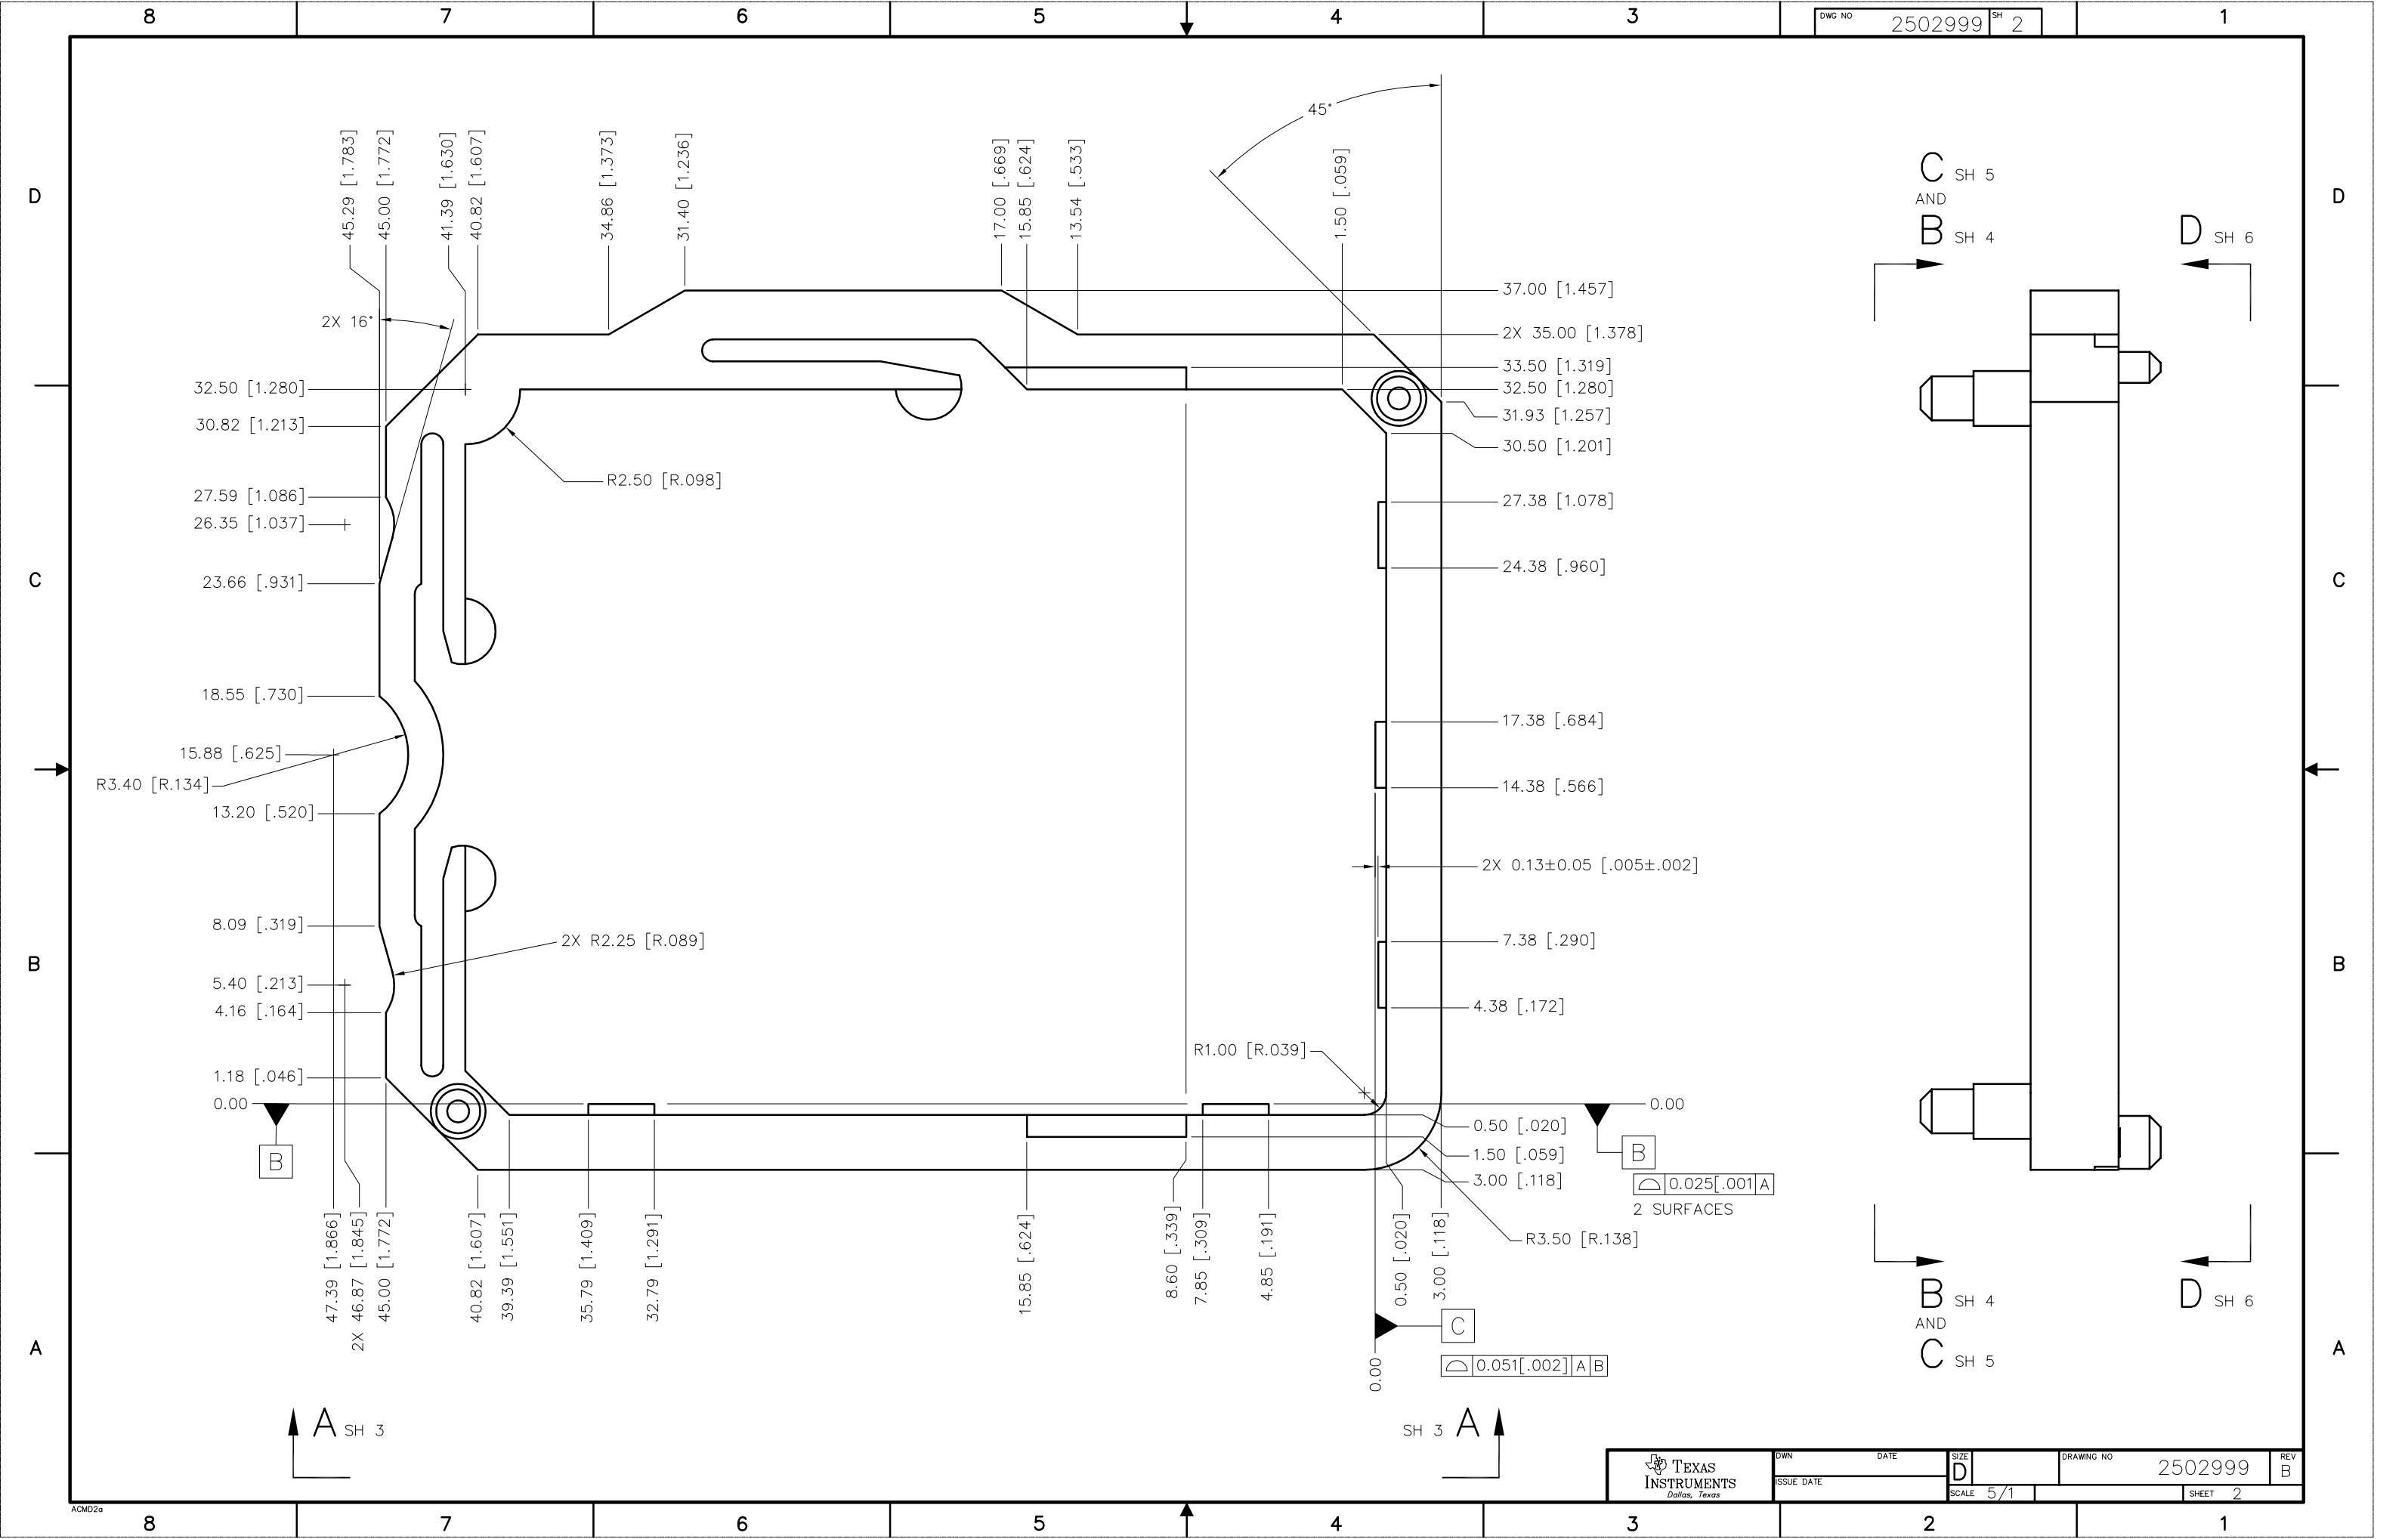 8 7 6 5 4 3 1
DWG NO 2502999 SH 2
45°
45.29 [1.783]
45.00 [1.772]
41.39 [1.630]
40.82 [1.607]
34.86 [1.373]
31.40 [1.236]
17.00 [.669]
15.85 [.624]
13.54 [.533]
1.50 [.059]
C SH 5
AND
B SH 4
D SH 6
D
D
2X 16°
37.00 [1.457]
2X 35.00 [1.378]
33.50 [1.319]
32.50 [1.280]
31.93 [1.257]
30.50 [1.201]
27.38 [1.078]
24.38 [.960]
17.38 [.684]
14.38 [.566]
2X 0.13±0.05 [.005±.002]
7.38 [.290]
4.38 [.172]
32.50 [1.280]
30.82 [1.213]
R2.50 [R.098]
27.59 [1.086]
26.35 [1.037]
C
C
23.66 [.931]
18.55 [.730]
15.88 [.625]
R3.40 [R.134]
13.20 [.520]
8.09 [.319]
2X R2.25 [R.089]
B
B
5.40 [.213]
4.16 [.164]
R1.00 [R.039]
1.18 [.046]
0.00
0.00
B
B
0.50 [.020]
1.50 [.059]
3.00 [.118]
0.025[.001 A
2 SURFACES
R3.50 [R.138]
47.39 [1.866]
2X 46.87 [1.845]
45.00 [1.772]
40.82 [1.607]
39.39 [1.551]
35.79 [1.409]
32.79 [1.291]
15.85 [.624]
8.60 [.339]
7.85 [.309]
4.85 [.191]
0.00
0.50 [.020]
3.00 [.118]
C
0.051[.002] A B
B SH 4
AND
C SH 5
D SH 6
A
A
A SH 3
SH 3 A
TEXAS
INSTRUMENTS
Dallas, Texas
DWN DATE
ISSUE DATE
SIZE D
DRAWING NO 2502999
REV B
SCALE 5/1
SHEET 2
ACMD2a
8 7 6 5 4 3 2 1